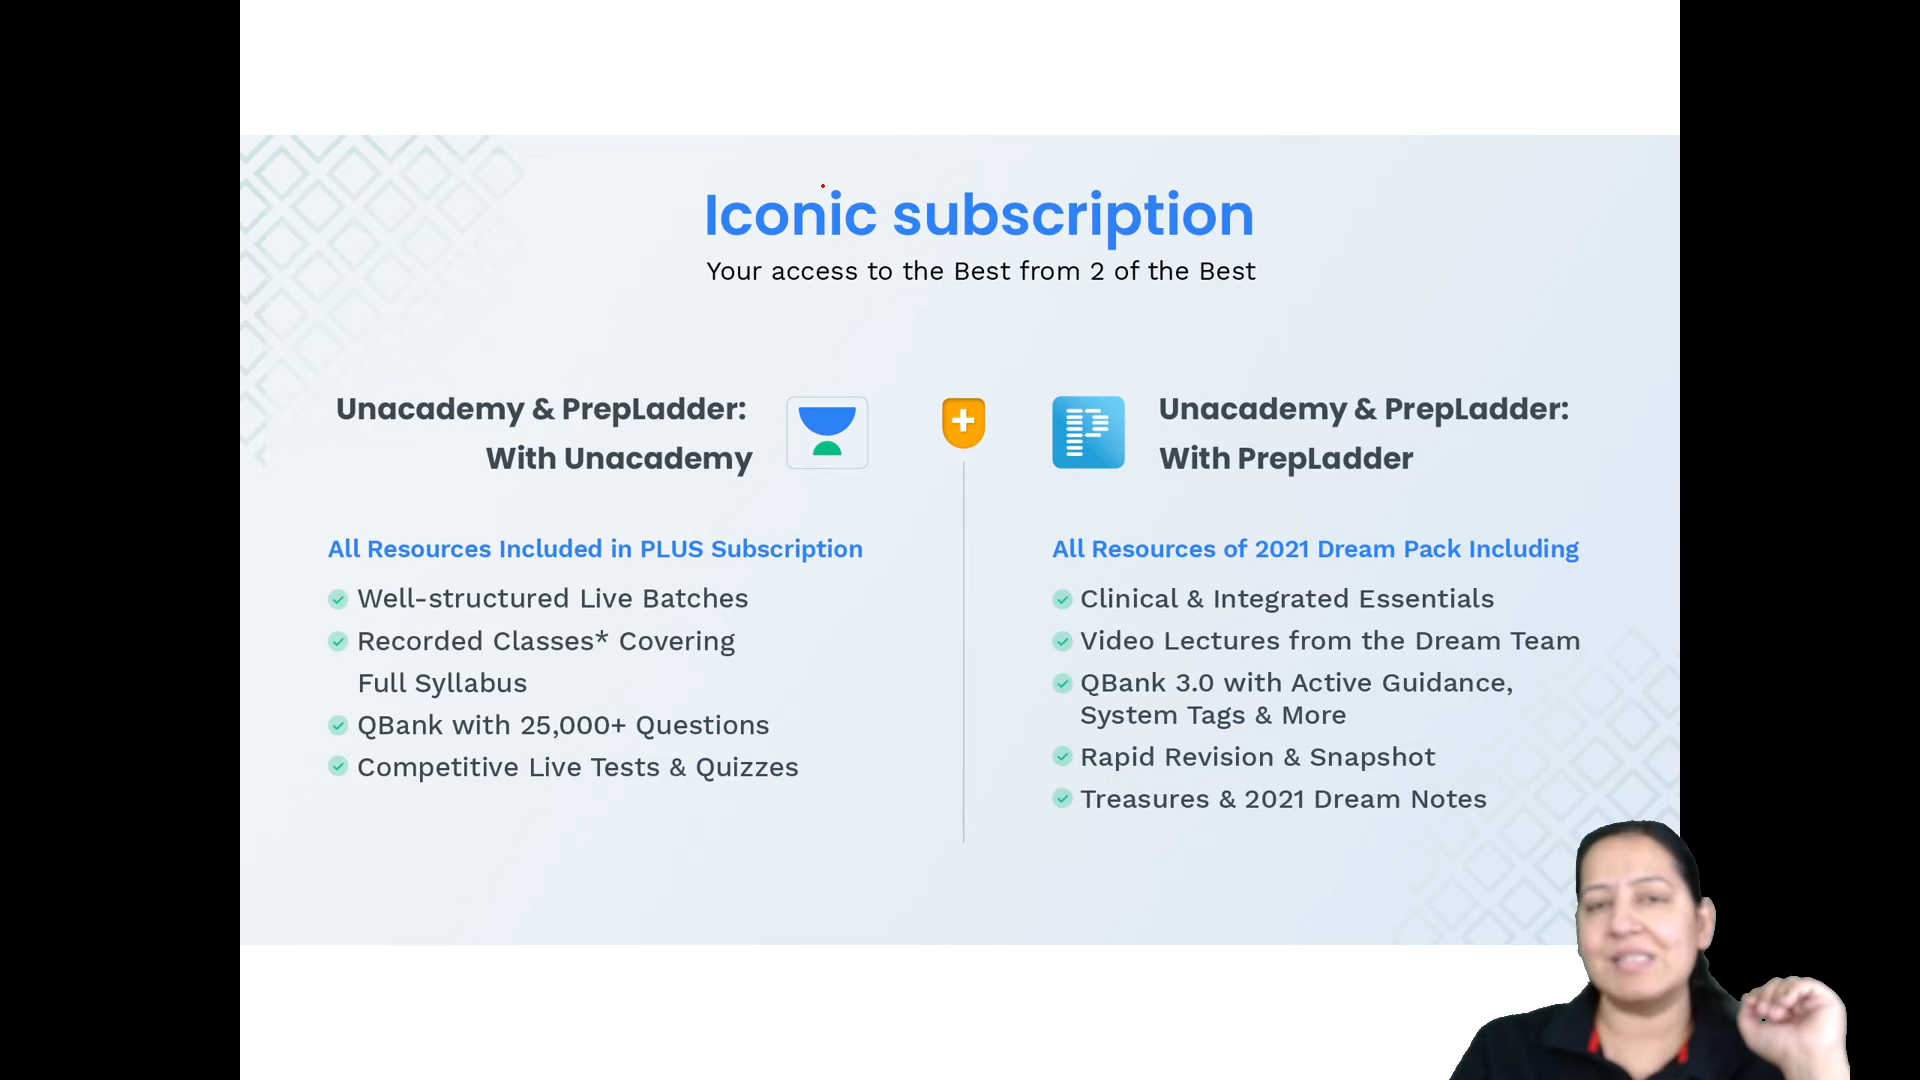 Iconic subscription
Your access to the Best from 2 of the Best
Unacademy & PrepLadder:
With Unacademy
All Resources Included in PLUS Subscription
Well-structured Live Batches
Recorded Classes* Covering
Full Syllabus
QBank with 25,000+ Questions
Competitive Live Tests & Quizzes
Unacademy & PrepLadder:
With PrepLadder
All Resources of 2021 Dream Pack Including
Clinical & Integrated Essentials
Video Lectures from the Dream Team
QBank 3.0 with Active Guidance,
System Tags & More
Rapid Revision & Snapshot
Treasures & 2021 Dream Notes